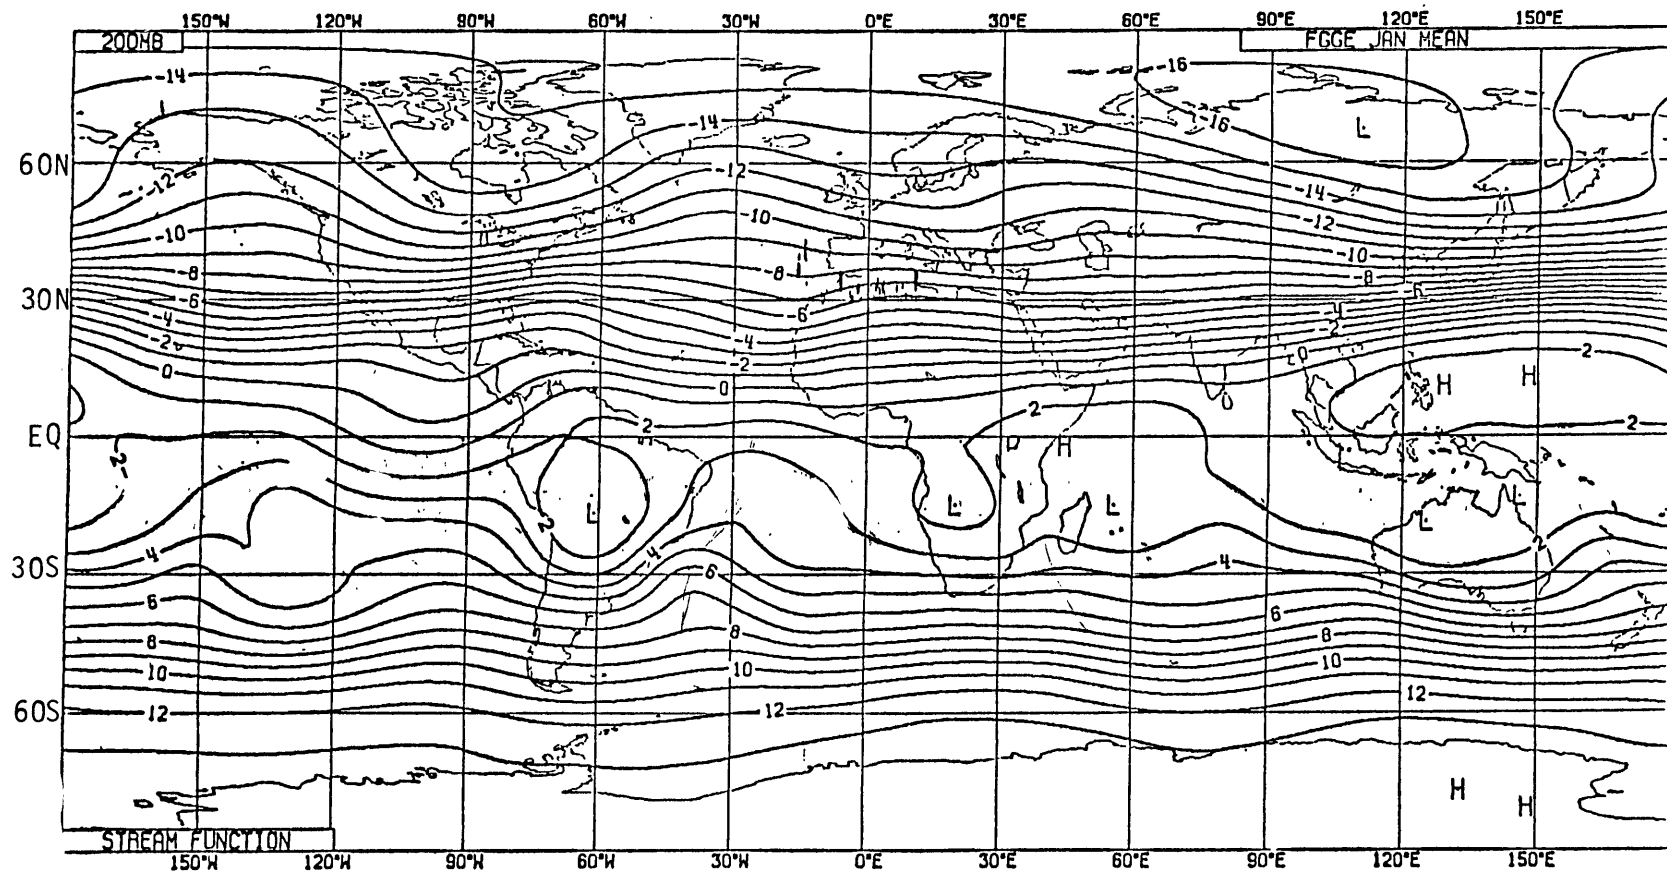 150°W 120°W 90°W 60°W 30°W 0°E 30°E 60°E 90°E 120°E 150°E
200MB FGGE JAN MEAN
-14 -16
-14 -16 L
60N -12 -12 -14
-10 -10 -12
-10
-8 -8 -8
30N -6 -6 -6
-4 -4 -4
-2 -2 -2
0 0 0 2 H H
EQ 2 2 2
2 H
L L L L L
2
4 4 4 2
30S 6 6 6
8 8 8
10 10 10
60S 12 12 12
H H
STREAM FUNCTION
150°W 120°W 90°W 60°W 30°W 0°E 30°E 60°E 90°E 120°E 150°E